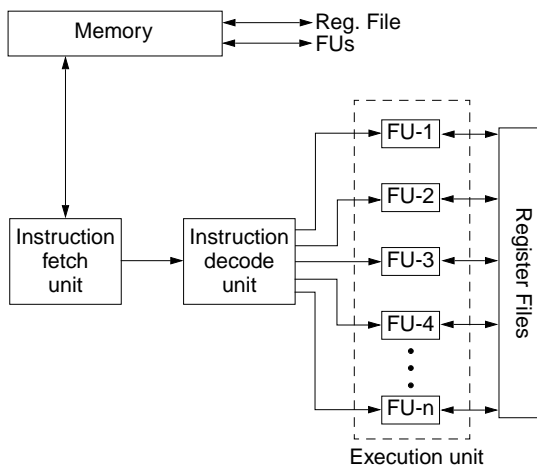 Memory
Reg. File
FUs
Instruction
fetch
unit
Instruction
decode
unit
FU-1
FU-2
FU-3
FU-4
FU-n
Register Files
Execution unit